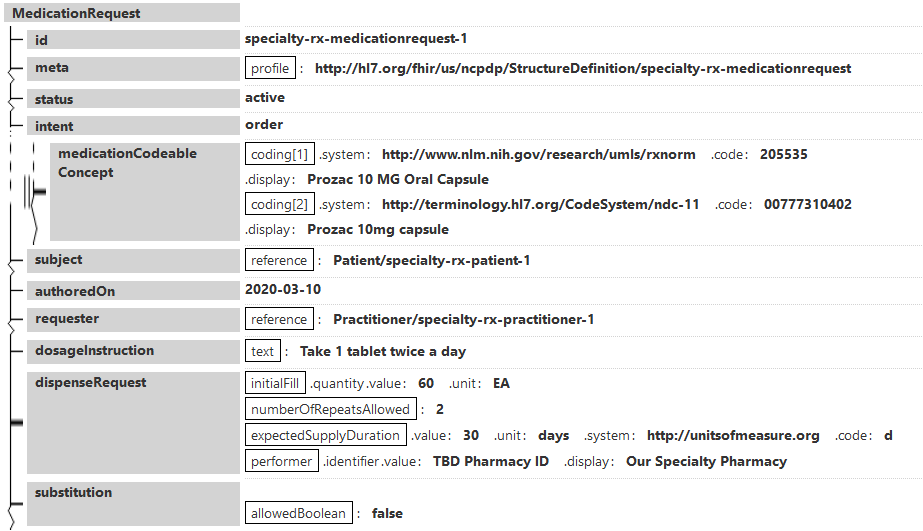 MedicationRequest
id specialty-rx-medicationrequest-1
meta profile : http://hl7.org/fhir/us/ncpdp/StructureDefinition/specialty-rx-medicationrequest
status active
intent order
medicationCodeable coding[1] .system: http://www.nlm.nih.gov/research/umls/rxnorm .code: 205535
Concept
.display: Prozac 10 MG Oral Capsule
coding[2] .system: http://terminology.hl7.org/CodeSystem/ndc-11 .code: 00777310402
.display: Prozac 10mg capsule
subject reference : Patient/specialty-rx-patient-1
authoredOn 2020-03-10
requester reference : Practitioner/specialty-rx-practitioner-1
dosageInstruction text : Take 1 tablet twice a day
dispenseRequest initialFill .quantity.value: 60 .unit: EA
numberOfRepeatsAllowed : 2
expectedSupplyDuration .value: 30 .unit: days .system: http://unitsofmeasure.org .code: d
performer .identifier.value: TBD Pharmacy ID .display: Our Specialty Pharmacy
substitution
allowedBoolean : false